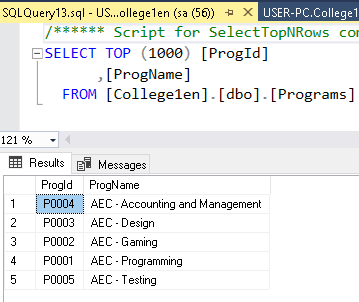 SQLQuery13.sql - US...ollege1en (sa (56))* USER-PC.College1
/****** Script for SelectTopNRows con
SELECT TOP (1000) [ProgId]
,[ProgName]
FROM [College1en].[dbo].[Programs]
121 %
Results Messages
ProgId ProgName
1 P0004 AEC - Accounting and Management
2 P0003 AEC - Design
3 P0002 AEC - Gaming
4 P0001 AEC - Programming
5 P0005 AEC - Testing